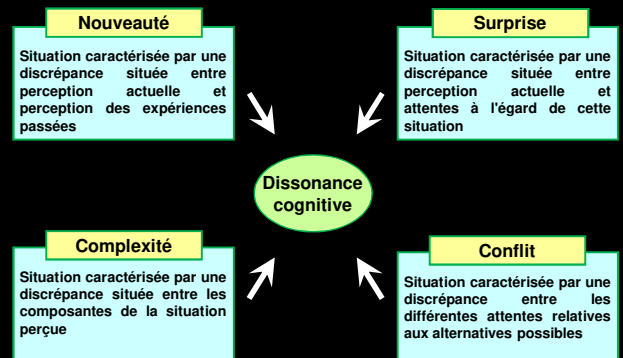 Nouveauté
Situation caractérisée par une
discrépance située entre
perception actuelle et
perception des expériences
passées
Surprise
Situation caractérisée par une
discrépance située entre
perception actuelle et
attentes à l'égard de cette
situation
Dissonance
cognitive
Complexité
Situation caractérisée par une
discrépance située entre les
composantes de la situation
perçue
Conflit
Situation caractérisée par une
discrépance entre les
différentes attentes relatives
aux alternatives possibles